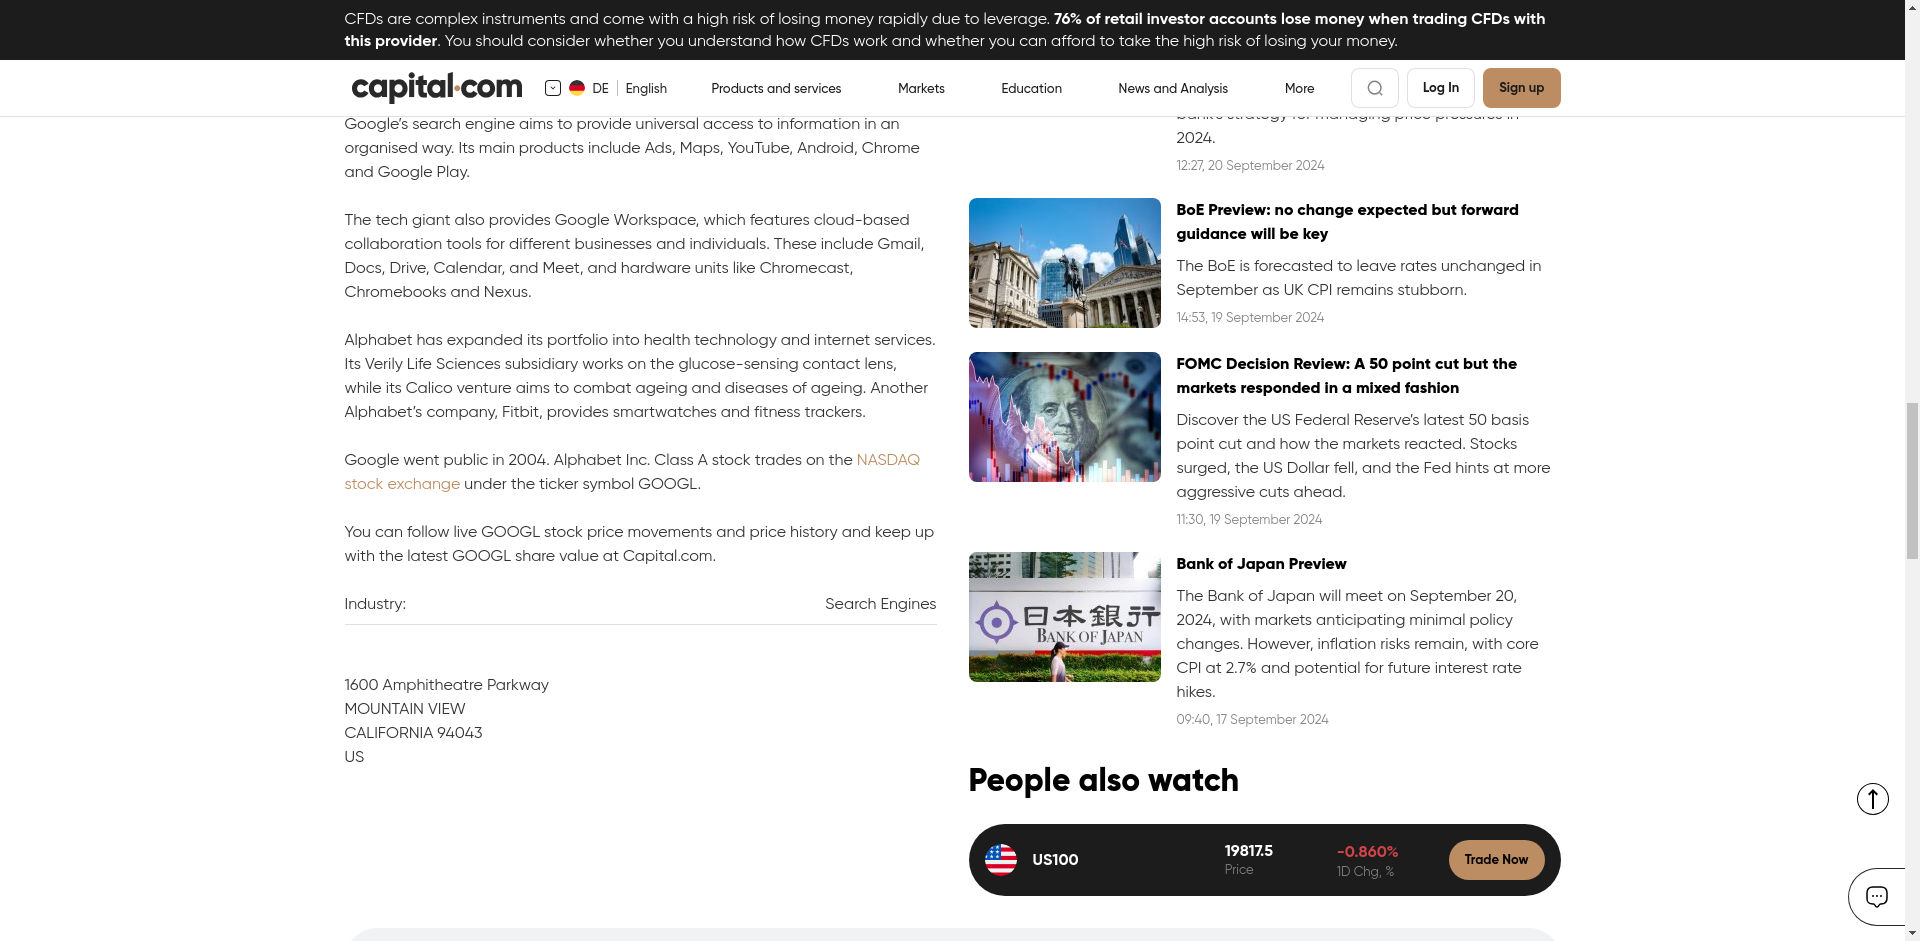 CFDs are complex instruments and come with a high risk of losing money rapidly due to leverage. 76% of retail investor accounts lose money when trading CFDs with
this provider. You should consider whether you understand how CFDs work and whether you can afford to take the high risk of losing your money.
capital.com
DE
English
Products and services
Markets
Education
News and Analysis
More
Log In
Sign up
Google’s search engine aims to provide universal access to information in an
organised way. Its main products include Ads, Maps, YouTube, Android, Chrome
and Google Play.
The tech giant also provides Google Workspace, which features cloud-based
collaboration tools for different businesses and individuals. These include Gmail,
Docs, Drive, Calendar, and Meet, and hardware units like Chromecast,
Chromebooks and Nexus.
Alphabet has expanded its portfolio into health technology and internet services.
Its Verily Life Sciences subsidiary works on the glucose-sensing contact lens,
while its Calico venture aims to combat ageing and diseases of ageing. Another
Alphabet’s company, Fitbit, provides smartwatches and fitness trackers.
Google went public in 2004. Alphabet Inc. Class A stock trades on the NASDAQ
stock exchange under the ticker symbol GOOGL.
You can follow live GOOGL stock price movements and price history and keep up
with the latest GOOGL share value at Capital.com.
Industry:
Search Engines
1600 Amphitheatre Parkway
MOUNTAIN VIEW
CALIFORNIA 94043
US
bank's strategy for managing price pressures in
2024.
12:27, 20 September 2024
BoE Preview: no change expected but forward
guidance will be key
The BoE is forecasted to leave rates unchanged in
September as UK CPI remains stubborn.
14:53, 19 September 2024
FOMC Decision Review: A 50 point cut but the
markets responded in a mixed fashion
Discover the US Federal Reserve’s latest 50 basis
point cut and how the markets reacted. Stocks
surged, the US Dollar fell, and the Fed hints at more
aggressive cuts ahead.
11:30, 19 September 2024
日本銀行
BANK OF JAPAN
Bank of Japan Preview
The Bank of Japan will meet on September 20,
2024, with markets anticipating minimal policy
changes. However, inflation risks remain, with core
CPI at 2.7% and potential for future interest rate
hikes.
09:40, 17 September 2024
People also watch
US100
19817.5
Price
-0.860%
1D Chg, %
Trade Now